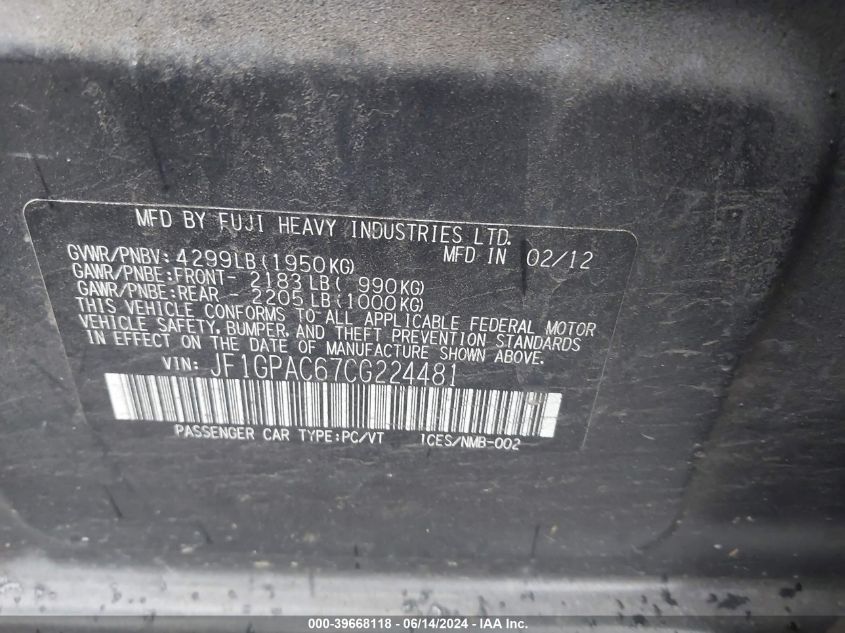 MFD BY FUJI HEAVY INDUSTRIES LTD.
GVWR/PNBV: 4299LB(1950KG) MFD IN 02/12
GAWR/PNBE:FRONT- 2183LB( 990KG)
GAWR/PNBE:REAR - 2205LB(1000KG)
THIS VEHICLE CONFORMS TO ALL APPLICABLE FEDERAL MOTOR
VEHICLE SAFETY, BUMPER, AND THEFT PREVENTION STANDARDS
IN EFFECT ON THE DATE OF MANUFACTURE SHOWN ABOVE.
VIN: JF1GPAC67CG224481
PASSENGER CAR TYPE:PC/VT ICES/NMB-002
000-39668118 - 06/14/2024 - IAA Inc.